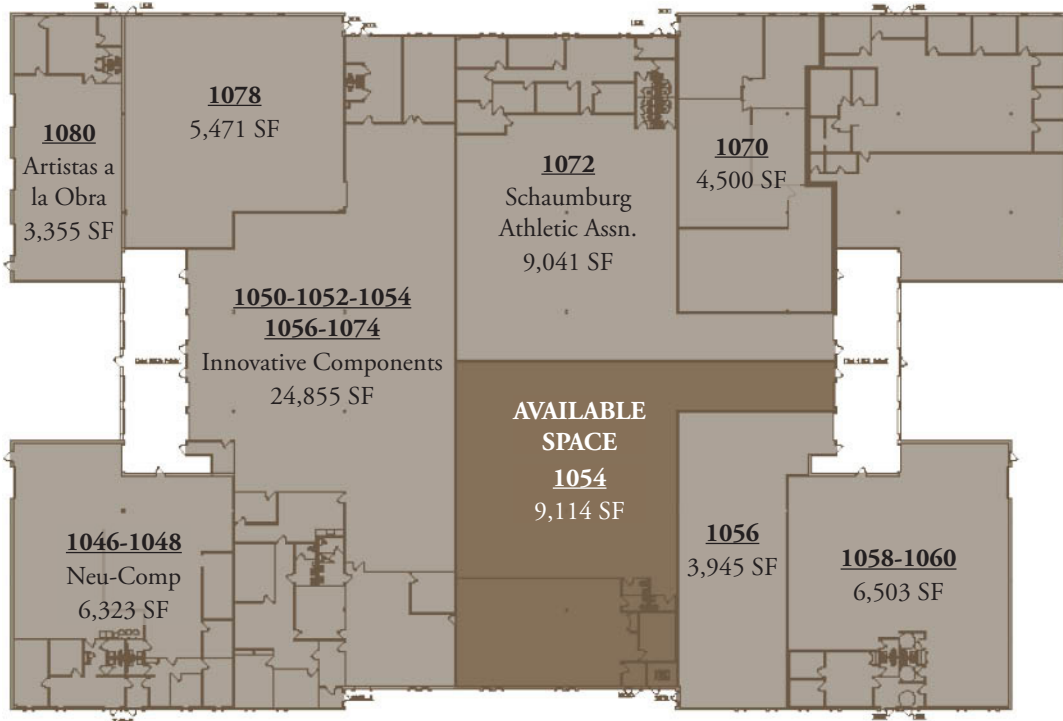 1080
Artistas a
la Obra
3,355 SF
1078
5,471 SF
1072
Schaumburg
Athletic Assn.
9,041 SF
1070
4,500 SF
1050-1052-1054
1056-1074
Innovative Components
24,855 SF
AVAILABLE
SPACE
1054
9,114 SF
1046-1048
Neu-Comp
6,323 SF
1056
3,945 SF
1058-1060
6,503 SF